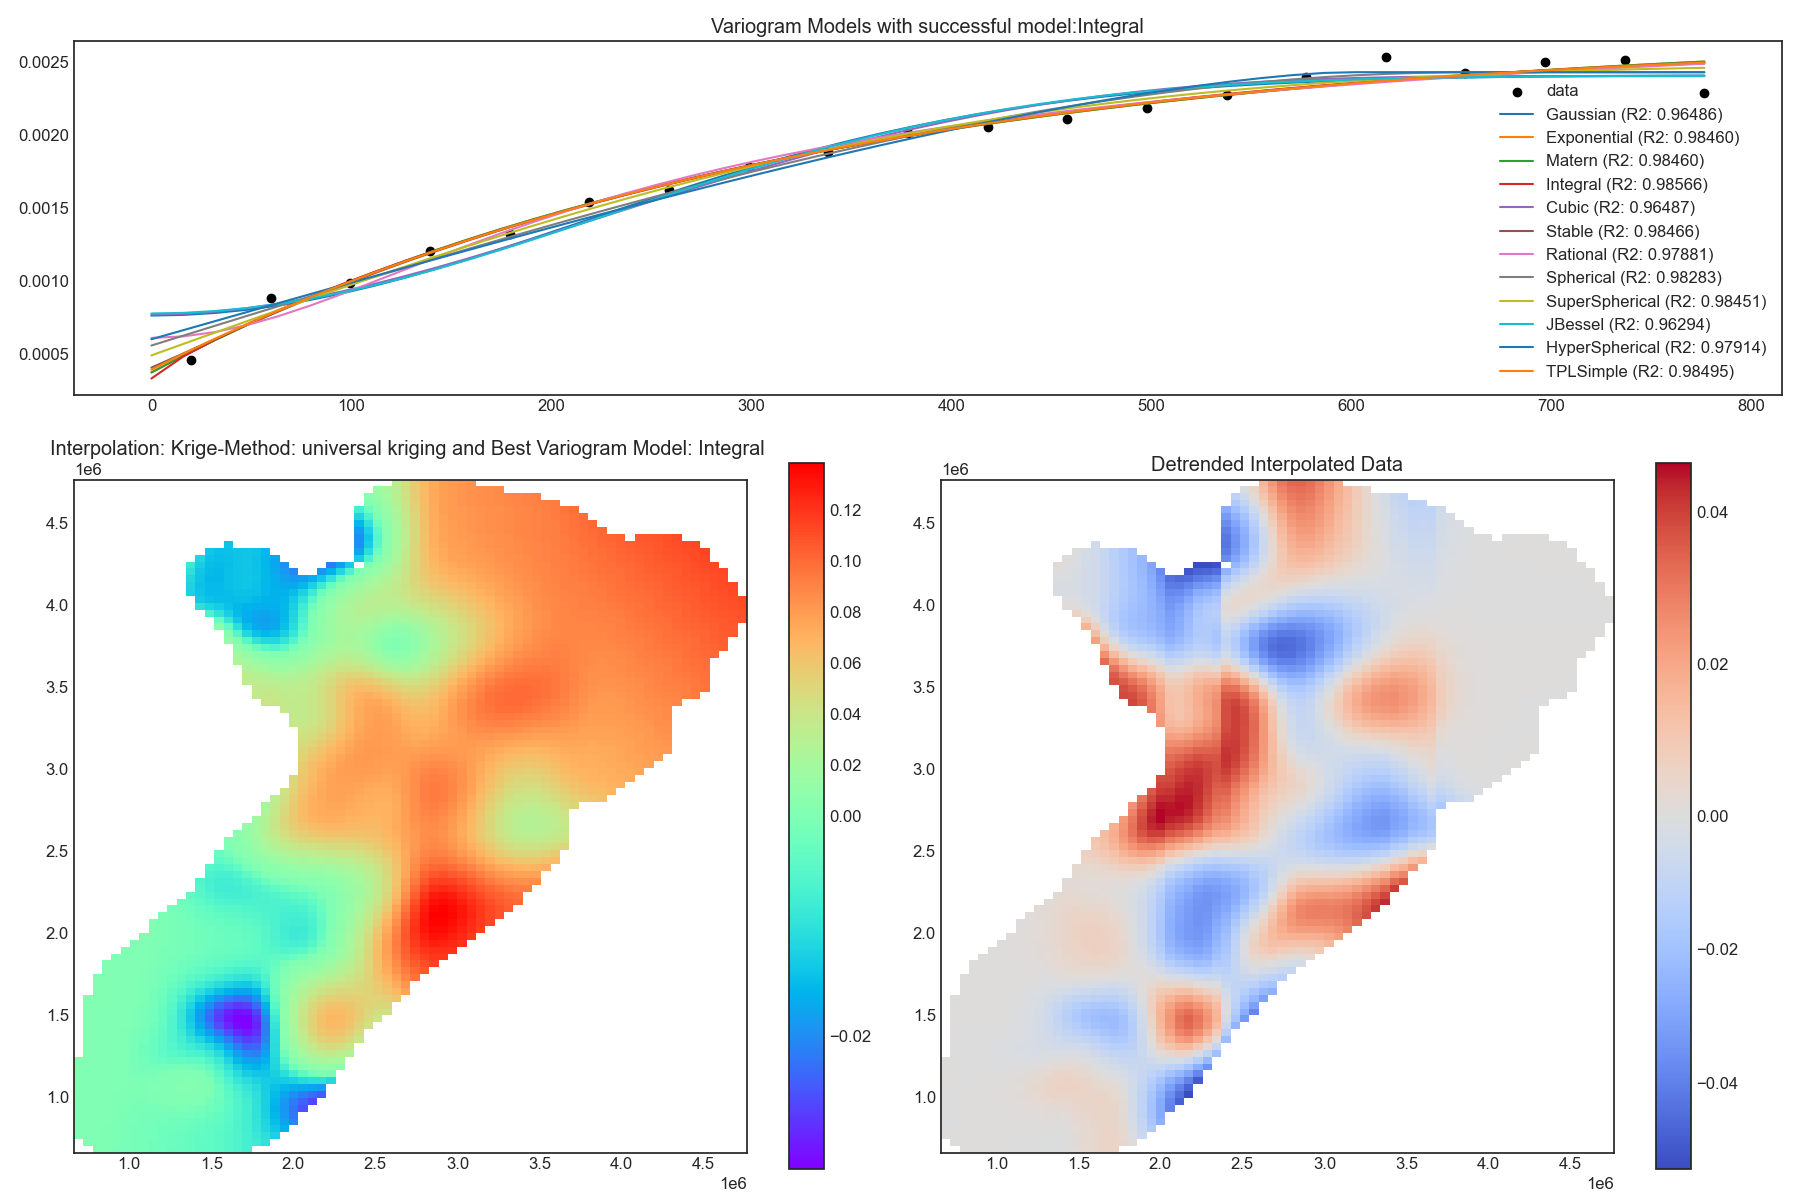 Variogram Models with successful model:Integral
0.0025
0.0020
0.0015
0.0010
0.0005
data
Gaussian (R2: 0.96486)
Exponential (R2: 0.98460)
Matern (R2: 0.98460)
Integral (R2: 0.98566)
Cubic (R2: 0.96487)
Stable (R2: 0.98466)
Rational (R2: 0.97881)
Spherical (R2: 0.98283)
SuperSpherical (R2: 0.98451)
JBessel (R2: 0.96294)
HyperSpherical (R2: 0.97914)
TPLSimple (R2: 0.98495)
0 100 200 300 400 500 600 700 800
Interpolation: Krige-Method: universal kriging and Best Variogram Model: Integral
1e6
4.5
4.0
3.5
3.0
2.5
2.0
1.5
1.0
1.0 1.5 2.0 2.5 3.0 3.5 4.0 4.5
1e6
0.12
0.10
0.08
0.06
0.04
0.02
0.00
−0.02
Detrended Interpolated Data
1e6
4.5
4.0
3.5
3.0
2.5
2.0
1.5
1.0
1.0 1.5 2.0 2.5 3.0 3.5 4.0 4.5
1e6
0.04
0.02
0.00
−0.02
−0.04